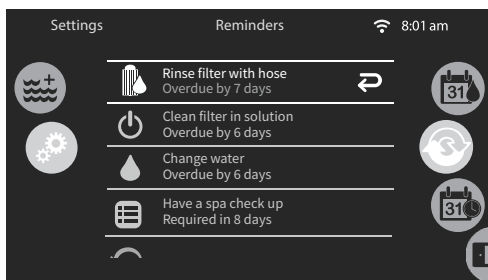 Settings
Reminders
8:01 am
Rinse filter with hose
Overdue by 7 days
Clean filter in solution
Overdue by 6 days
Change water
Overdue by 6 days
Have a spa check up
Required in 8 days
31
31